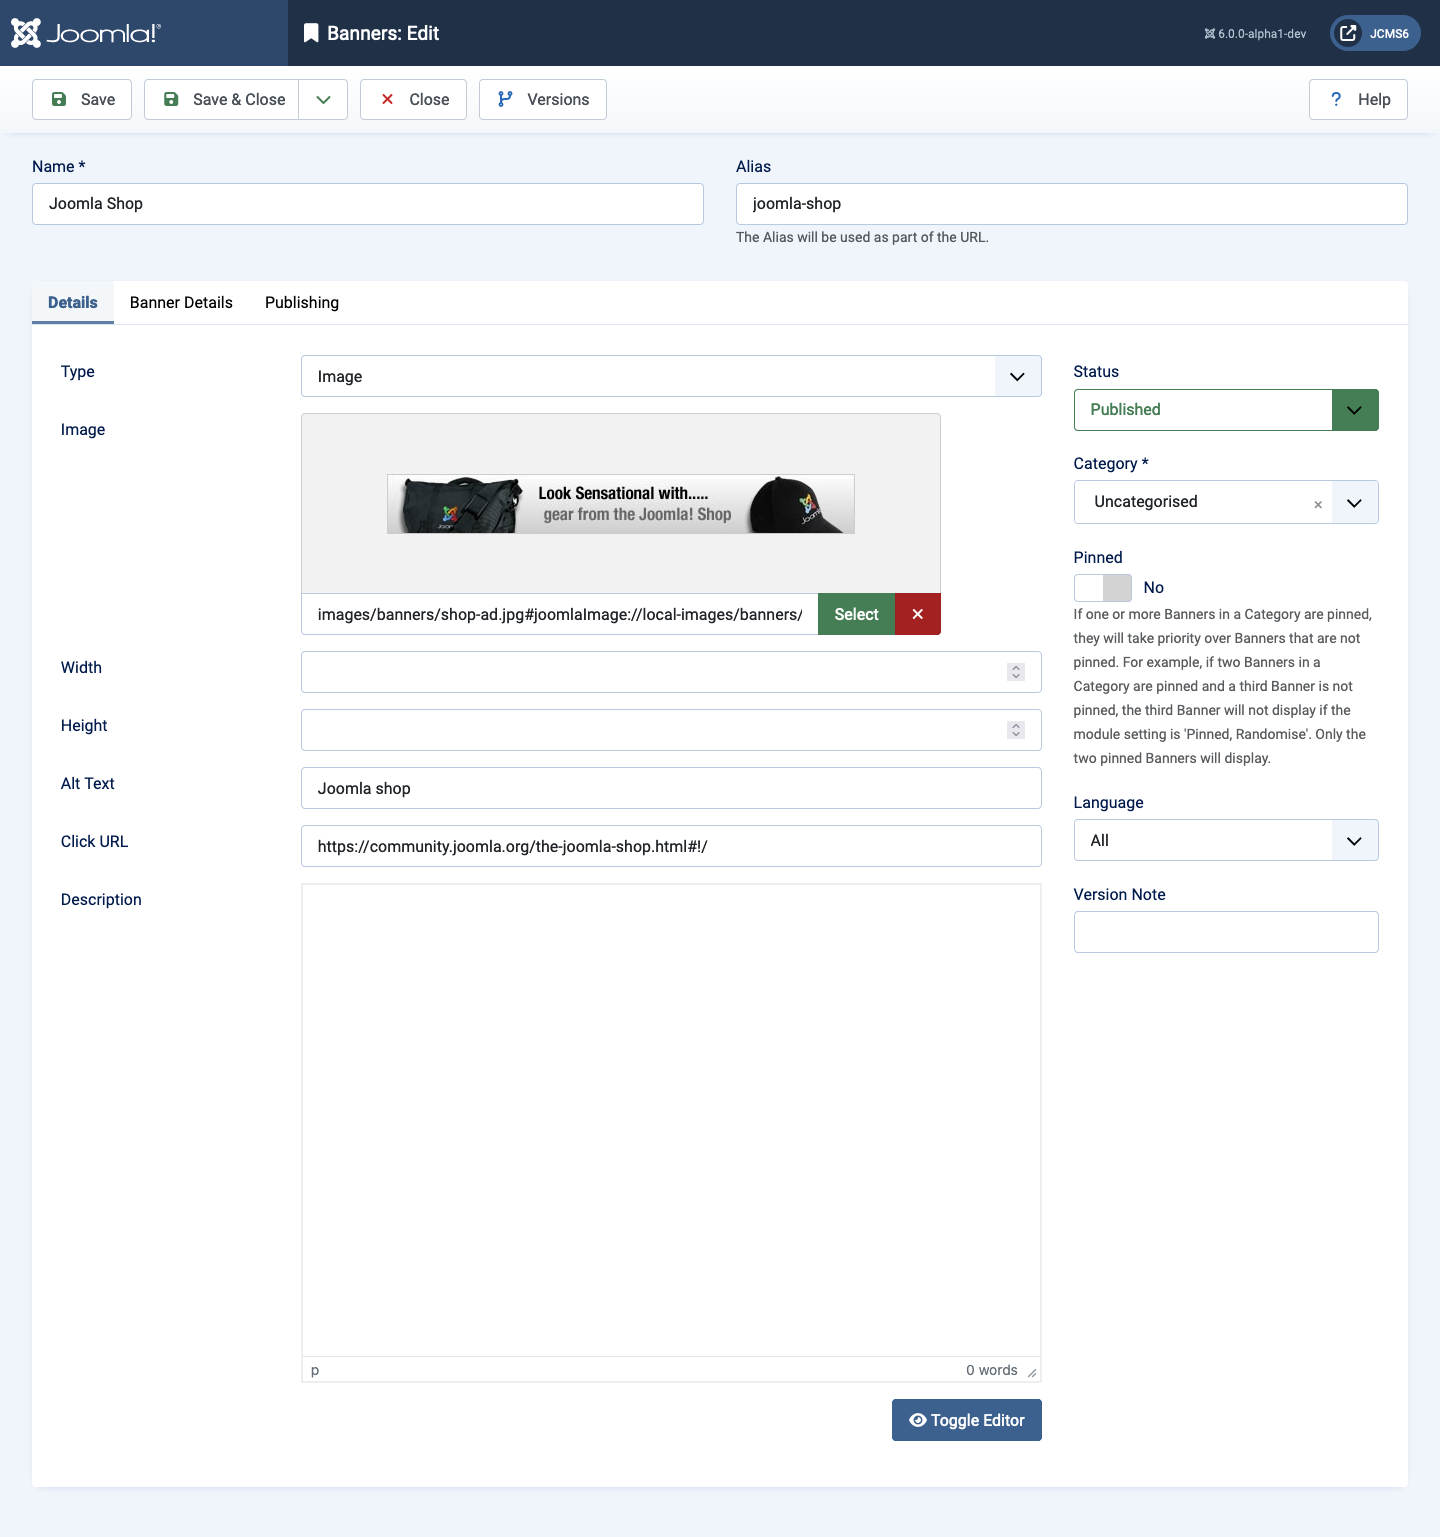 Joomla!®
Banners: Edit
6.0.0-alpha1-dev
JCMS6
Save
Save & Close
Close
Versions
? Help
Name *
Joomla Shop
Alias
joomla-shop
The Alias will be used as part of the URL.
Details
Banner Details
Publishing
Type
Image
Image
Look Sensational with.....
gear from the Joomla! Shop
images/banners/shop-ad.jpg#joomlaImage://local-images/banners/
Select
Width
Height
Alt Text
Joomla shop
Click URL
https://community.joomla.org/the-joomla-shop.html#!/
Description
p
0 words
Toggle Editor
Status
Published
Category *
Uncategorised ×
Pinned
No
If one or more Banners in a Category are pinned,
they will take priority over Banners that are not
pinned. For example, if two Banners in a
Category are pinned and a third Banner is not
pinned, the third Banner will not display if the
module setting is 'Pinned, Randomise'. Only the
two pinned Banners will display.
Language
All
Version Note